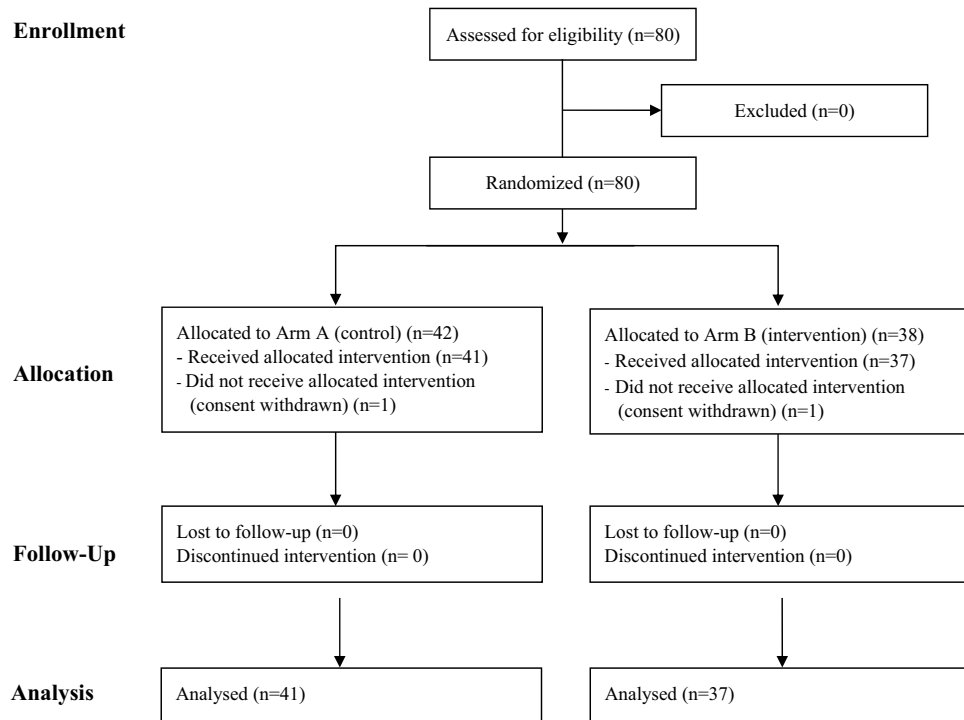 Enrollment
Assessed for eligibility (n=80)
Excluded (n=0)
Randomized (n=80)
Allocation
Allocated to Arm A (control) (n=42)
- Received allocated intervention (n=41)
- Did not receive allocated intervention
(consent withdrawn) (n=1)
Allocated to Arm B (intervention) (n=38)
- Received allocated intervention (n=37)
- Did not receive allocated intervention
(consent withdrawn) (n=1)
Follow-Up
Lost to follow-up (n=0)
Discontinued intervention (n= 0)
Lost to follow-up (n=0)
Discontinued intervention (n=0)
Analysis
Analysed (n=41)
Analysed (n=37)